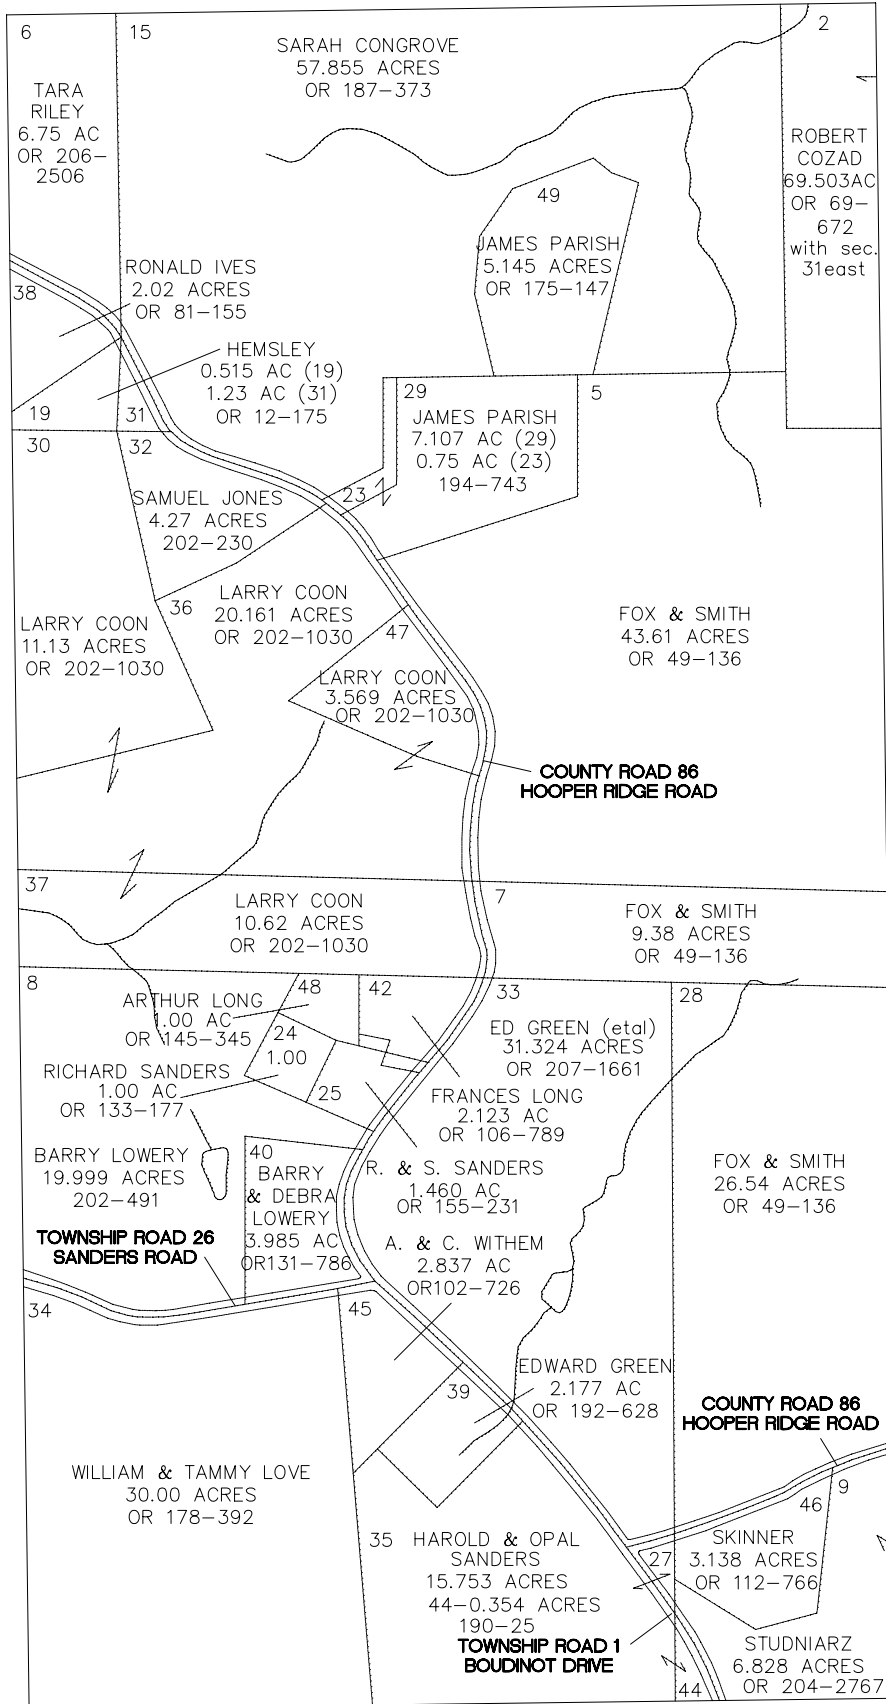 6
15
2
SARAH CONGROVE
57.855 ACRES
OR 187-373
TARA
RILEY
6.75 AC
OR 206-
2506
ROBERT
COZAD
69.503AC
OR 69-
672
with sec.
31east
49
JAMES PARISH
5.145 ACRES
OR 175-147
38
RONALD IVES
2.02 ACRES
OR 81-155
HEMSLEY
0.515 AC (19)
1.23 AC (31)
OR 12-175
19
31
30
32
29
5
JAMES PARISH
7.107 AC (29)
0.75 AC (23)
194-743
23
SAMUEL JONES
4.27 ACRES
202-230
36
LARRY COON
20.161 ACRES
OR 202-1030
47
LARRY COON
11.13 ACRES
OR 202-1030
FOX & SMITH
43.61 ACRES
OR 49-136
LARRY COON
3.569 ACRES
OR 202-1030
COUNTY ROAD 86
HOOPER RIDGE ROAD
37
7
LARRY COON
10.62 ACRES
OR 202-1030
FOX & SMITH
9.38 ACRES
OR 49-136
8
48
42
33
28
ARTHUR LONG
1.00 AC
OR 145-345
24
1.00
ED GREEN (etal)
31.324 ACRES
OR 207-1661
RICHARD SANDERS
1.00 AC
OR 133-177
25
FRANCES LONG
2.123 AC
OR 106-789
BARRY LOWERY
19.999 ACRES
202-491
40
BARRY
& DEBRA
LOWERY
3.985 AC
OR131-786
R. & S. SANDERS
1.460 AC
OR 155-231
FOX & SMITH
26.54 ACRES
OR 49-136
TOWNSHIP ROAD 26
SANDERS ROAD
A. & C. WITHEM
2.837 AC
OR102-726
34
45
39
EDWARD GREEN
2.177 AC
OR 192-628
COUNTY ROAD 86
HOOPER RIDGE ROAD
9
46
WILLIAM & TAMMY LOVE
30.00 ACRES
OR 178-392
35
HAROLD & OPAL
SANDERS
15.753 ACRES
44-0.354 ACRES
190-25
27
SKINNER
3.138 ACRES
OR 112-766
TOWNSHIP ROAD 1
BOUDINOT DRIVE
44
STUDNIARZ
6.828 ACRES
OR 204-2767